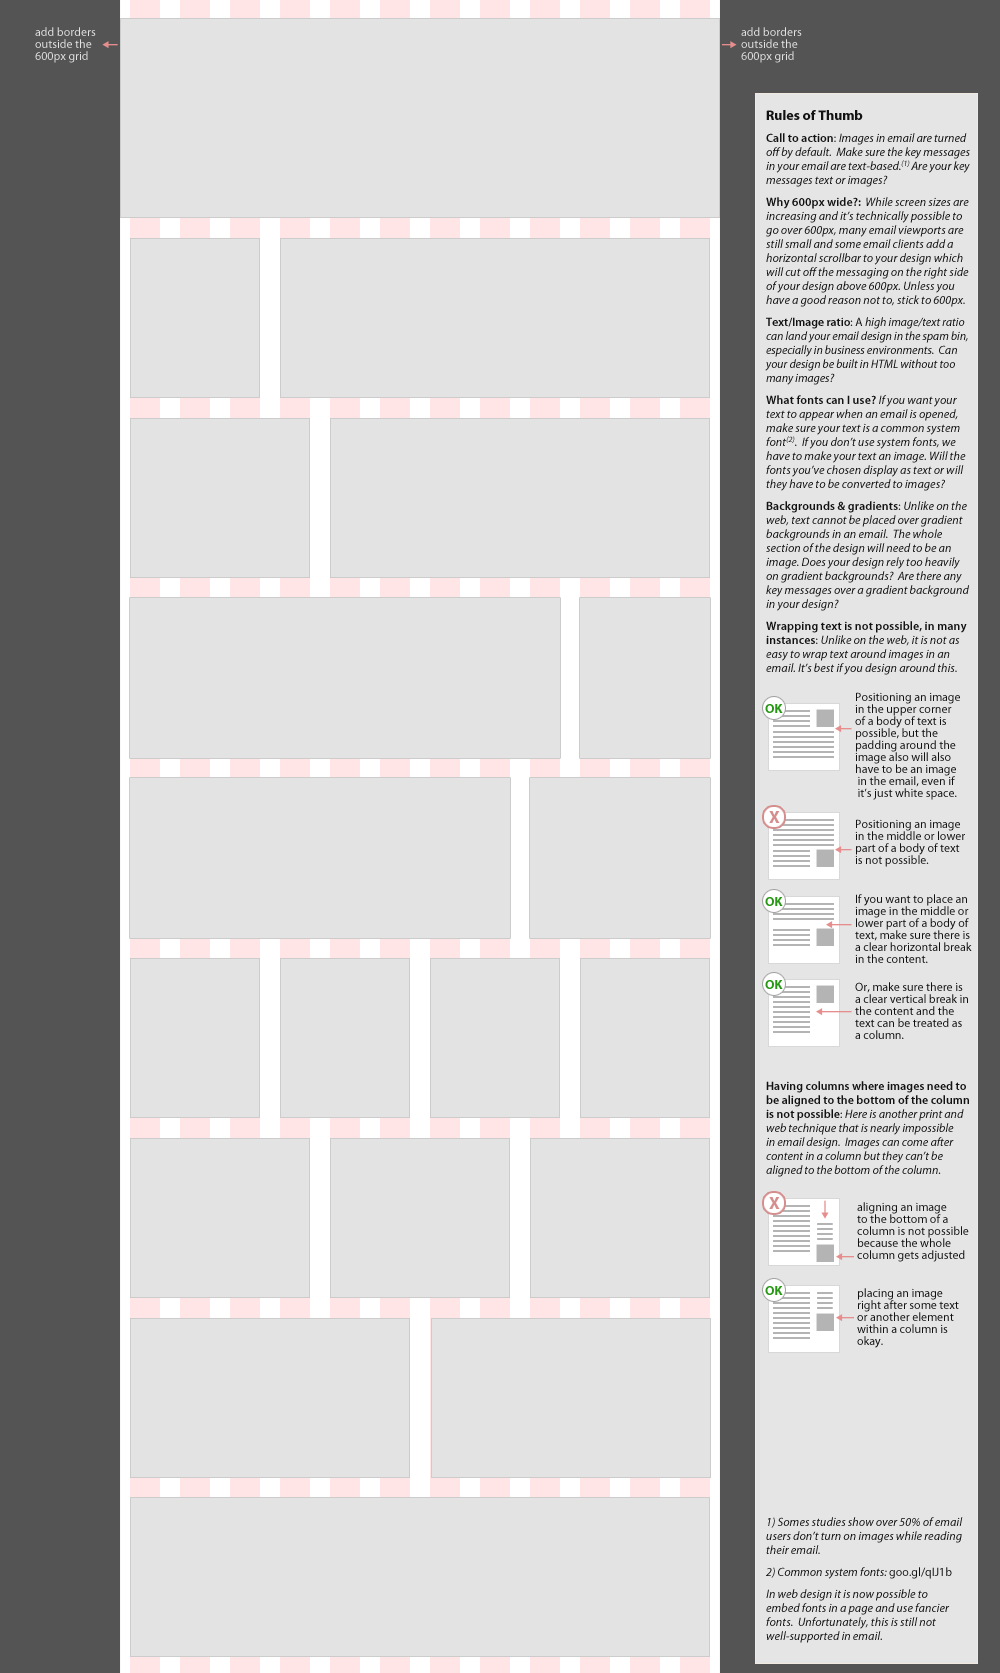 add borders
outside the
600px grid
add borders
outside the
600px grid
Rules of Thumb
Call to action: Images in email are turned
off by default.  Make sure the key messages
in your email are text-based.(1) Are your key
messages text or images?
Why 600px wide?:  While screen sizes are
increasing and it's technically possible to
go over 600px, many email viewports are
still small and some email clients add a
horizontal scrollbar to your design which
will cut off the messaging on the right side
of your design above 600px. Unless you
have a good reason not to, stick to 600px.
Text/Image ratio: A high image/text ratio
can land your email design in the spam bin,
especially in business environments.  Can
your design be built in HTML without too
many images?
What fonts can I use? If you want your
text to appear when an email is opened,
make sure your text is a common system
font(2).  If you don't use system fonts, we
have to make your text an image. Will the
fonts you've chosen display as text or will
they have to be converted to images?
Backgrounds & gradients: Unlike on the
web, text cannot be placed over gradient
backgrounds in an email.  The whole
section of the design will need to be an
image. Does your design rely too heavily
on gradient backgrounds?  Are there any
key messages over a gradient background
in your design?
Wrapping text is not possible, in many
instances: Unlike on the web, it is not as
easy to wrap text around images in an
email. It's best if you design around this.
OK
Positioning an image
in the upper corner
of a body of text is
possible, but the
padding around the
image also will also
have to be an image
in the email, even if
it's just white space.
X
Positioning an image
in the middle or lower
part of a body of text
is not possible.
OK
If you want to place an
image in the middle or
lower part of a body of
text, make sure there is
a clear horizontal break
in the content.
OK
Or, make sure there is
a clear vertical break in
the content and the
text can be treated as
a column.
Having columns where images need to
be aligned to the bottom of the column
is not possible: Here is another print and
web technique that is nearly impossible
in email design.  Images can come after
content in a column but they can't be
aligned to the bottom of the column.
X
aligning an image
to the bottom of a
column is not possible
because the whole
column gets adjusted
OK
placing an image
right after some text
or another element
within a column is
okay.
1) Somes studies show over 50% of email
users don't turn on images while reading
their email.
2) Common system fonts: goo.gl/qIJ1b
In web design it is now possible to
embed fonts in a page and use fancier
fonts.  Unfortunately, this is still not
well-supported in email.